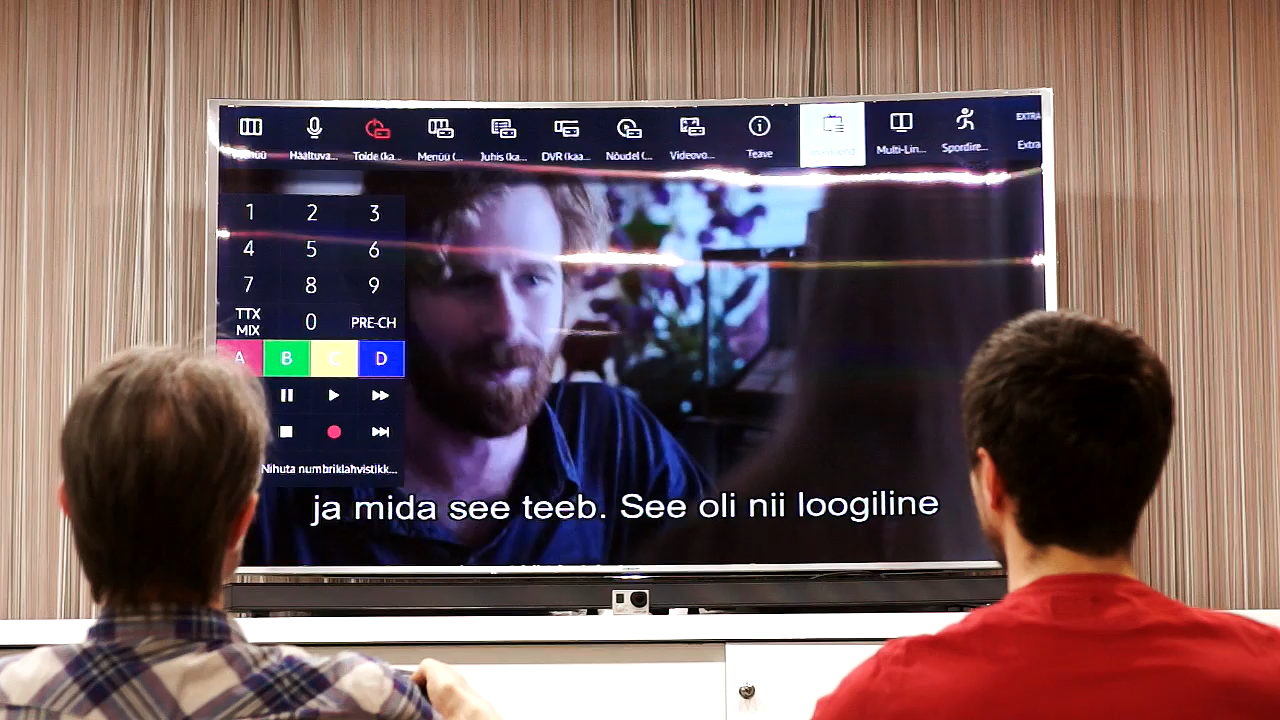 Häältuva... Toide (ka... Menüü (... Juhis (ka... DVR (kaa... Nõudel (... Videovo... Teave Multi-Lin... Spordire... Extra
EXTRA
1 2 3
4 5 6
7 8 9
TTX
MIX
0 PRE-CH
A B C D
Nihuta numbriklahvistikk...
ja mida see teeb. See oli nii loogiline